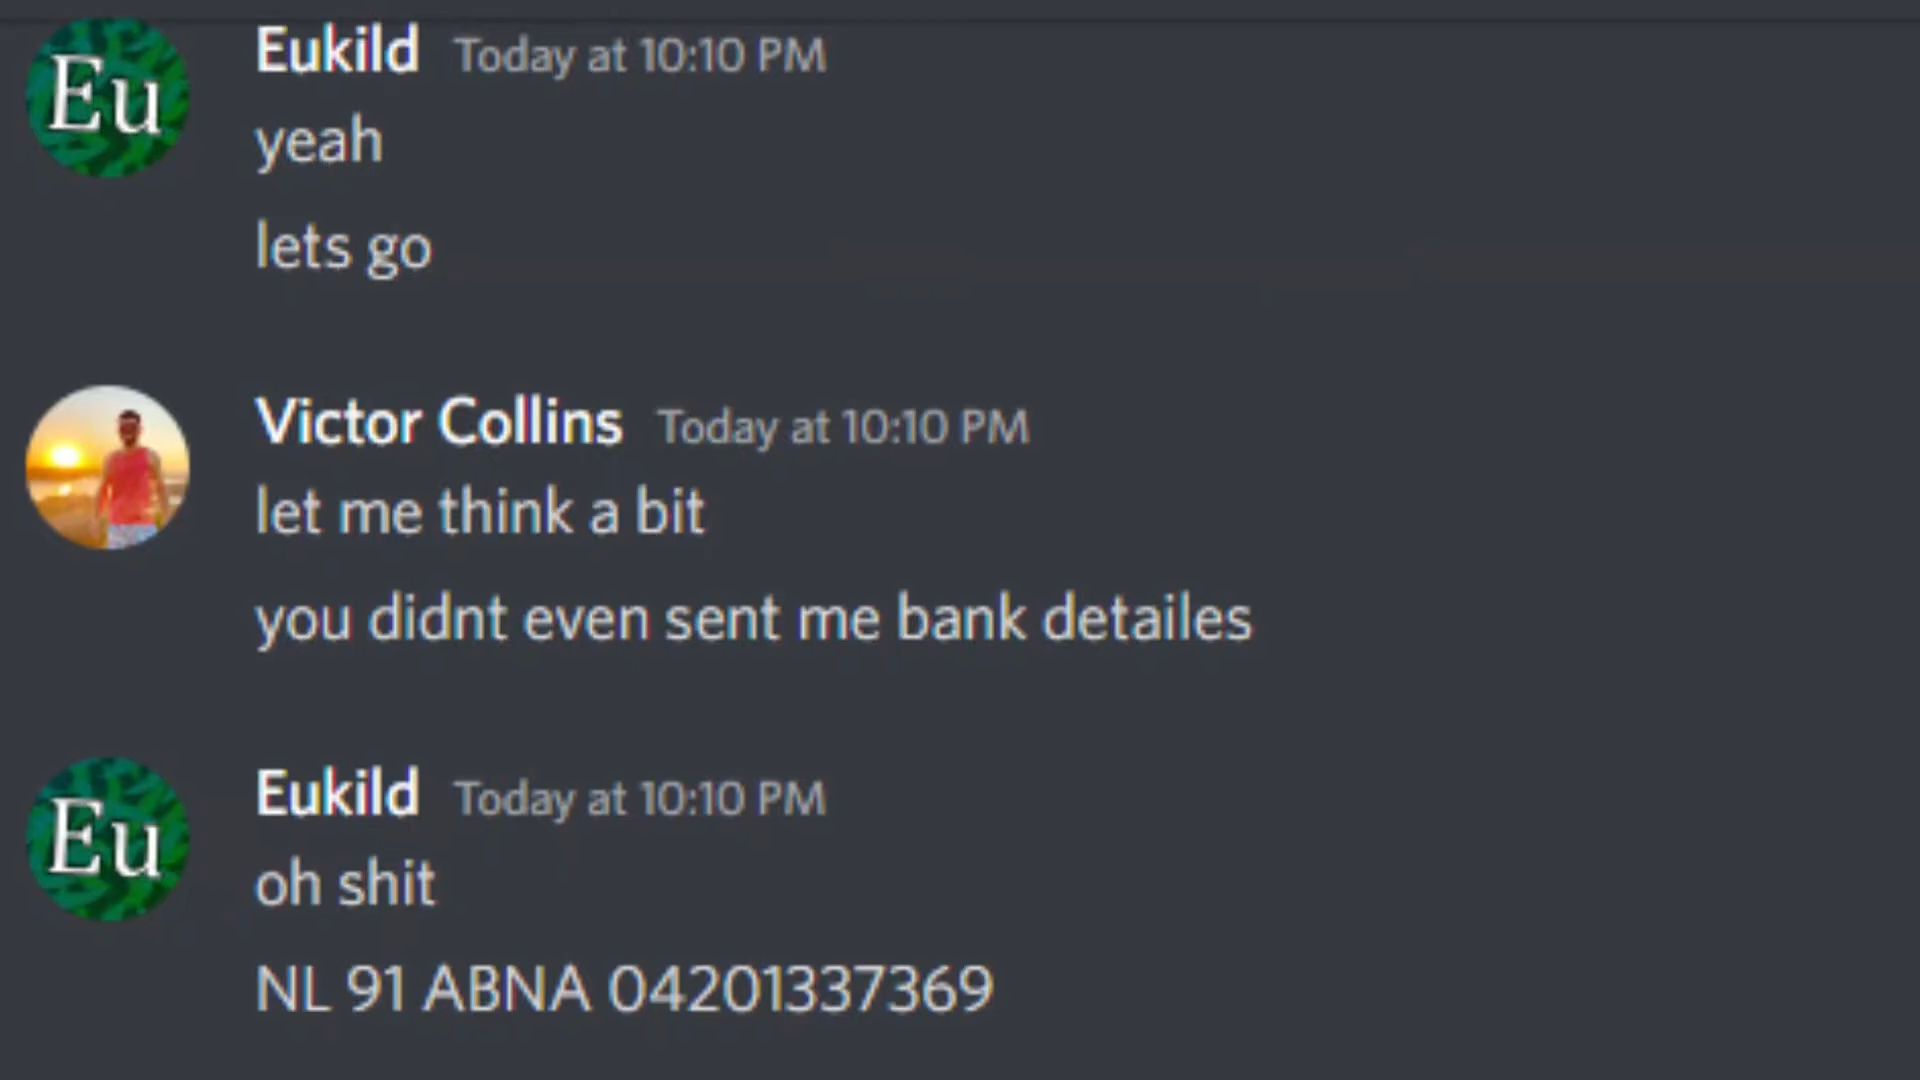 Eu
Eukild Today at 10:10 PM
yeah
lets go
Victor Collins Today at 10:10 PM
let me think a bit
you didnt even sent me bank detailes
Eu
Eukild Today at 10:10 PM
oh shit
NL 91 ABNA 04201337369